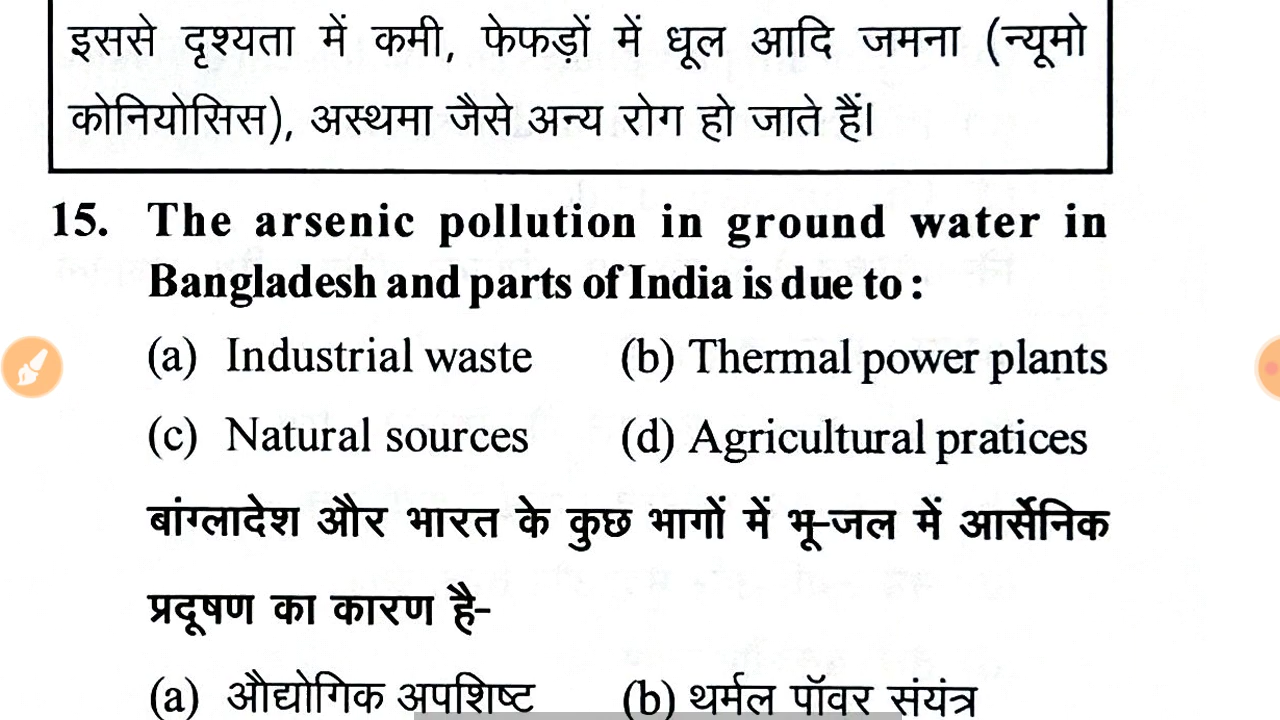 इससे दृश्यता में कमी, फेफड़ों में धूल आदि जमना (न्यूमो
कोनियोसिस), अस्थमा जैसे अन्य रोग हो जाते हैं।
15. The arsenic pollution in ground water in
Bangladesh and parts of India is due to :
(a) Industrial waste (b) Thermal power plants
(c) Natural sources (d) Agricultural pratices
बांग्लादेश और भारत के कुछ भागों में भू-जल में आर्सेनिक
प्रदूषण का कारण है-
(a) औद्योगिक अपशिष्ट (b) थर्मल पॉवर संयंत्र